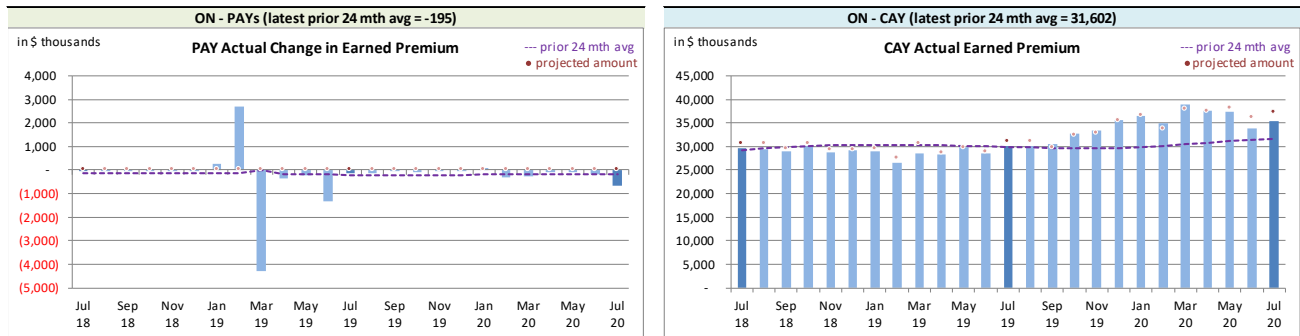 ON - PAYs (latest prior 24 mth avg = -195)
in $ thousands
PAY Actual Change in Earned Premium
--- prior 24 mth avg
• projected amount
4,000
3,000
2,000
1,000
-
(1,000)
(2,000)
(3,000)
(4,000)
(5,000)
Jul Sep Nov Jan Mar May Jul Sep Nov Jan Mar May Jul
18 18 18 19 19 19 19 19 19 20 20 20 20
ON - CAY (latest prior 24 mth avg = 31,602)
in $ thousands
CAY Actual Earned Premium
--- prior 24 mth avg
• projected amount
45,000
40,000
35,000
30,000
25,000
20,000
15,000
10,000
5,000
-
Jul Sep Nov Jan Mar May Jul Sep Nov Jan Mar May Jul
18 18 18 19 19 19 19 19 19 20 20 20 20